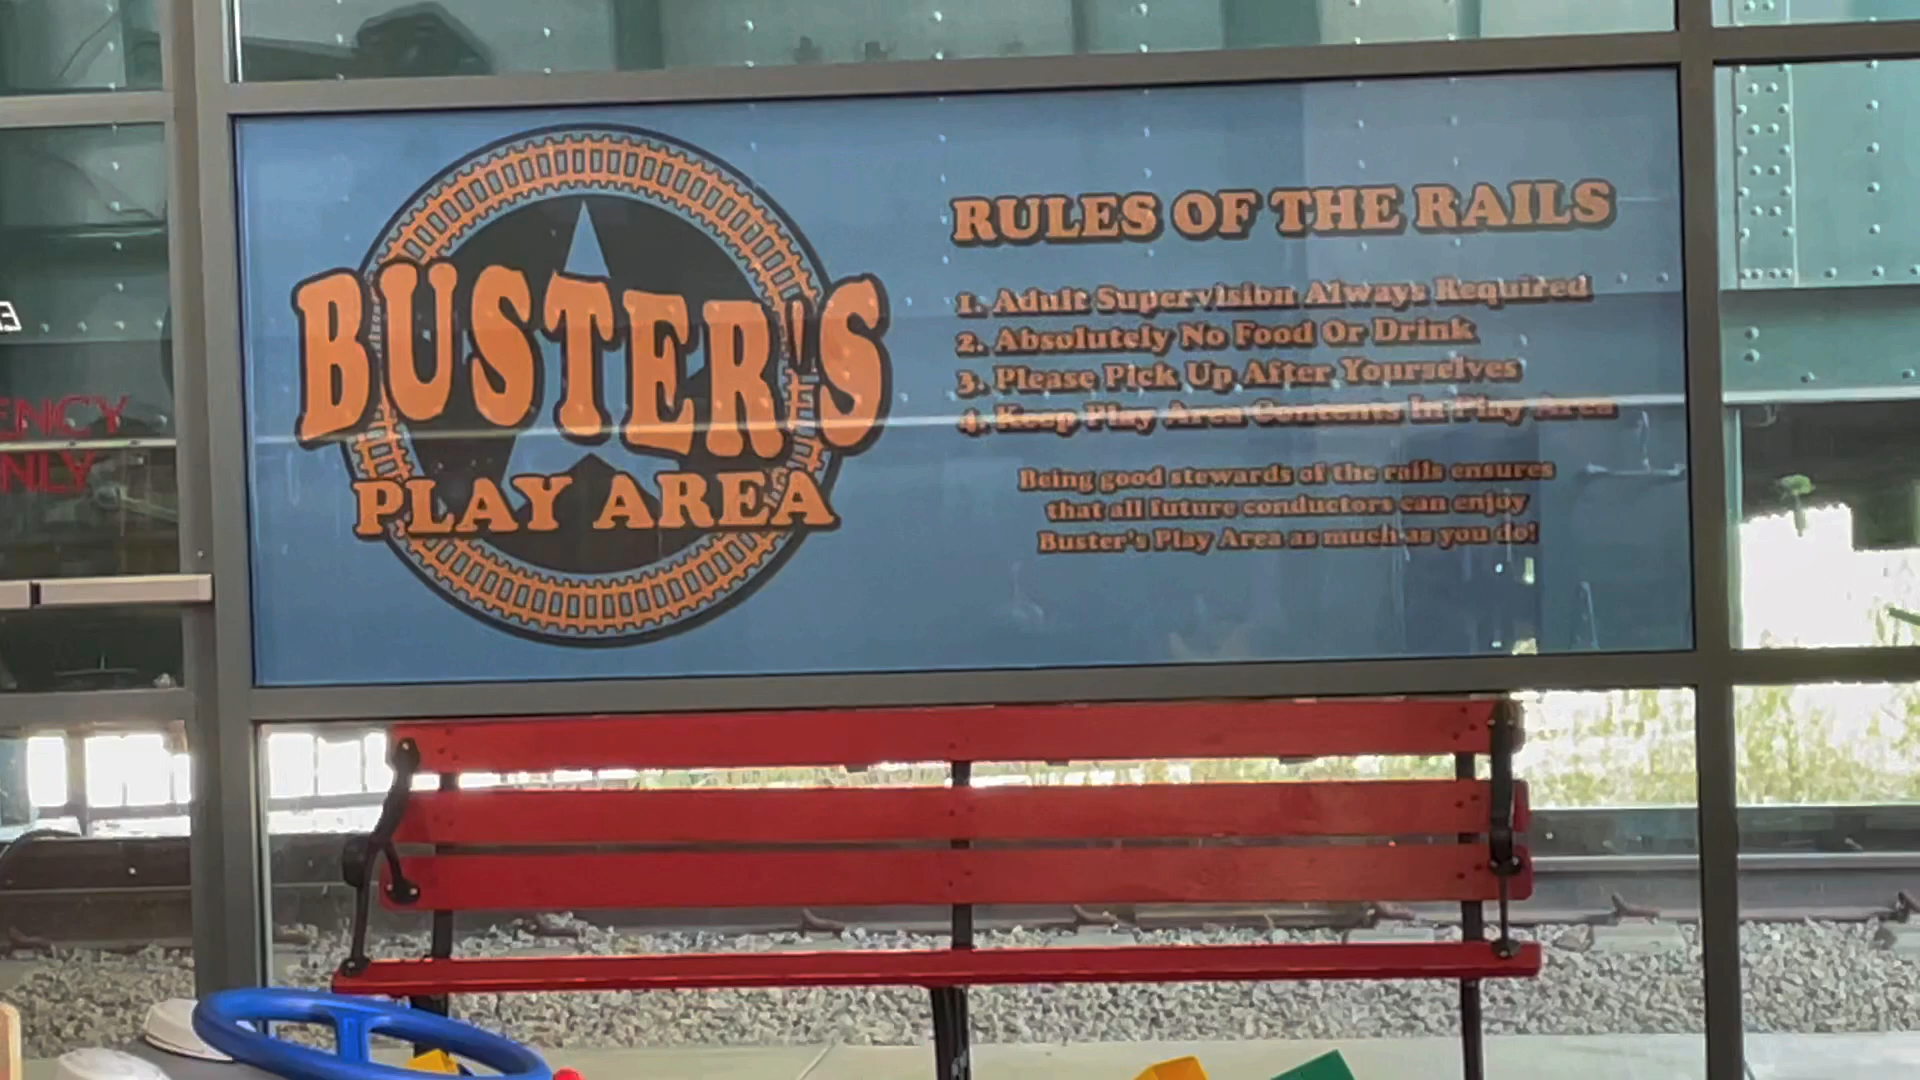 BUSTER'S
PLAY AREA
RULES OF THE RAILS
1. Adult Supervision Always Required
2. Absolutely No Food Or Drink
3. Please Pick Up After Yourselves
4. Keep Play Area Contents In Play Area
Being good stewards of the rails ensures
that all future conductors can enjoy
Buster's Play Area as much as you do!
ENCY
NLY